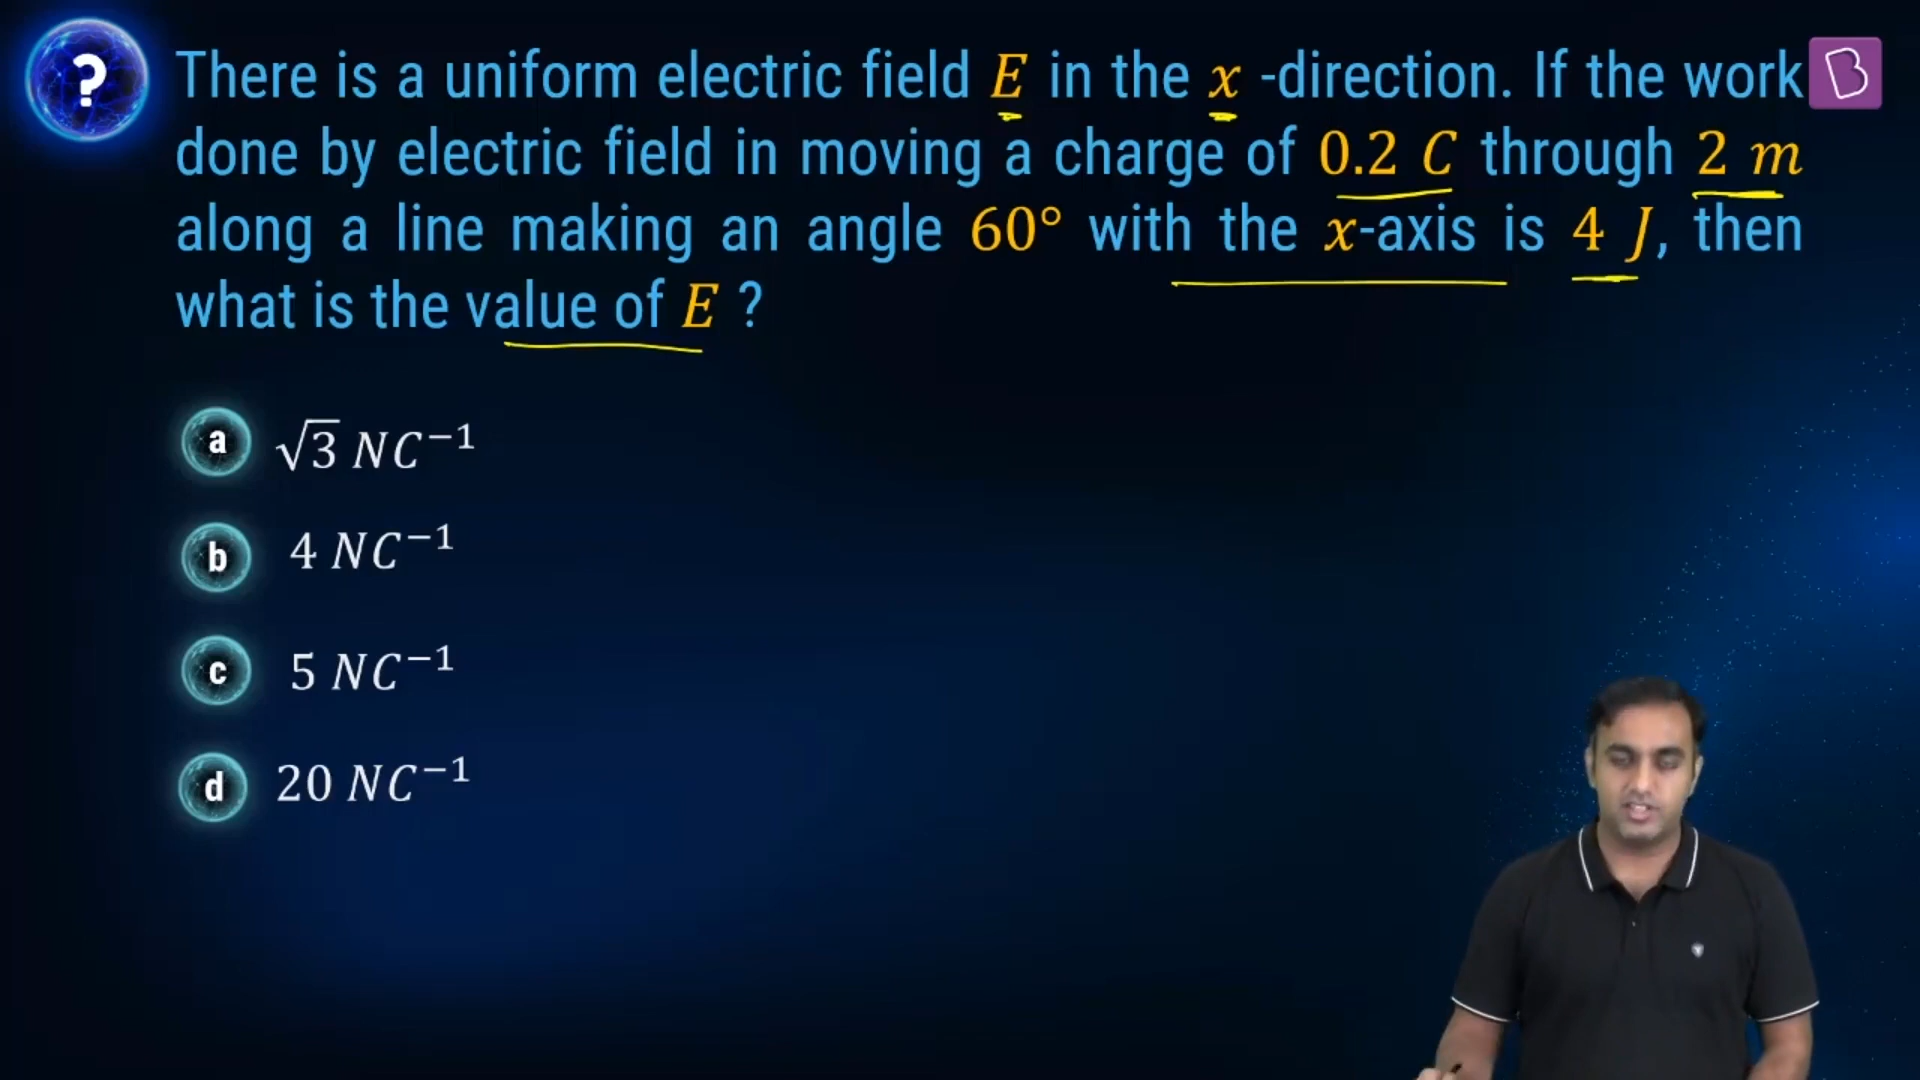 ?
There is a uniform electric field E in the x -direction. If the work
done by electric field in moving a charge of 0.2 C through 2 m
along a line making an angle 60° with the x-axis is 4 J, then
what is the value of E ?
a √3 NC⁻¹
b 4 NC⁻¹
c 5 NC⁻¹
d 20 NC⁻¹
B